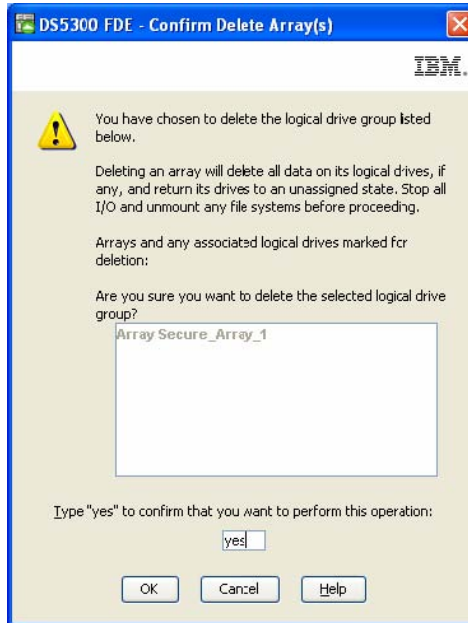 DS5300 FDE - Confirm Delete Array(s)
IBM.
You have chosen to delete the logical drive group listed
below.
Deleting an array will delete all data on its logical drives, if
any, and return its drives to an unassigned state. Stop all
I/O and unmount any file systems before proceeding.
Arrays and any associated logical drives marked for
deletion:
Are you sure you want to delete the selected logical drive
group?
Array Secure_Array_1
Type "yes" to confirm that you want to perform this operation:
yes
OK Cancel Help